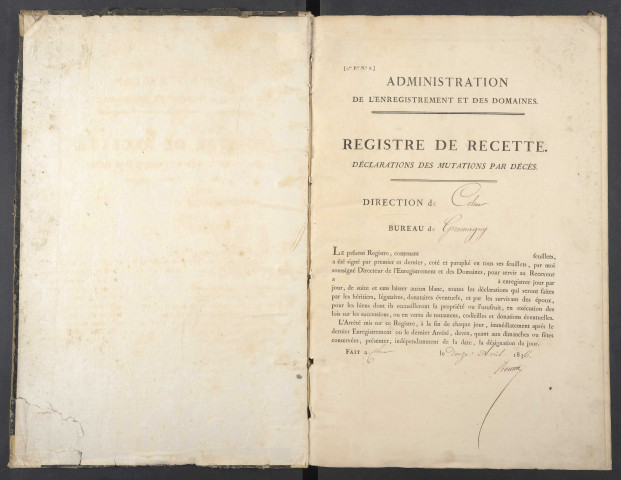 ADMINISTRATION
DE L'ENREGISTREMENT ET DES DOMAINES.
REGISTRE DE RECETTE.
DÉCLARATIONS DES MUTATIONS PAR DÉCÈS.
DIRECTION de Colmar
BUREAU de Giromagny
LE présent Registre, contenant feuillets,
a été signé par premier et dernier, coté et paraphé en tous ses feuillets, par moi
soussigné Directeur de l'Enregistrement et des Domaines, pour servir au Receveur
à à enregistrer jour par
jour, de suite et sans laisser aucun blanc, toutes les déclarations qui seront faites
par les héritiers, légataires, donataires éventuels, et par les survivans des époux,
pour les biens dont ils recueilleront la propriété ou l'usufruit, en exécution des
lois sur les successions, ou en vertu de testamens, codicilles et donations éventuelles.
L'Arrêté mis sur ce Registre, à la fin de chaque jour, immédiatement après le
dernier Enregistrement ou le dernier Arrêté, devra, quant aux dimanches ou fêtes
conservées, présenter, indépendamment de la date, la désignation du jour.
FAIT à Colmar le Douze Avril 1816.